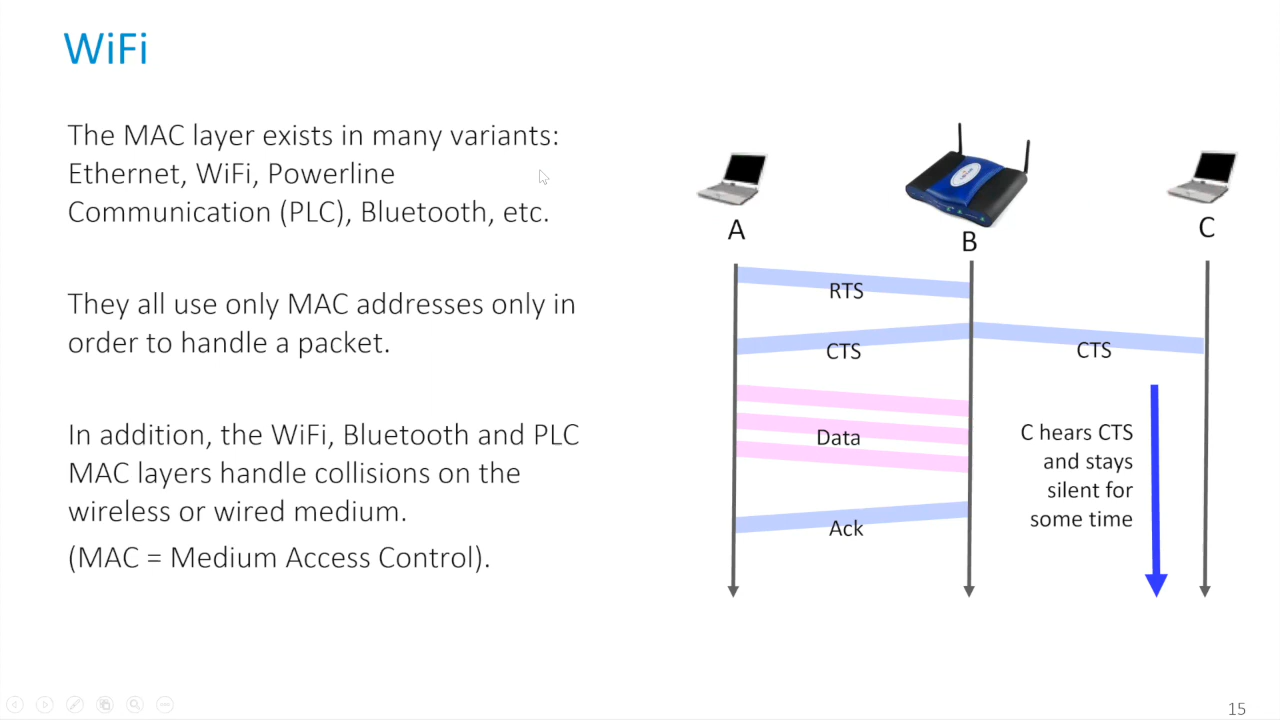 WiFi
The MAC layer exists in many variants:
Ethernet, WiFi, Powerline
Communication (PLC), Bluetooth, etc.
They all use only MAC addresses only in
order to handle a packet.
In addition, the WiFi, Bluetooth and PLC
MAC layers handle collisions on the
wireless or wired medium.
(MAC = Medium Access Control).
A
B
C
RTS
CTS
CTS
Data
C hears CTS
and stays
silent for
some time
Ack
15